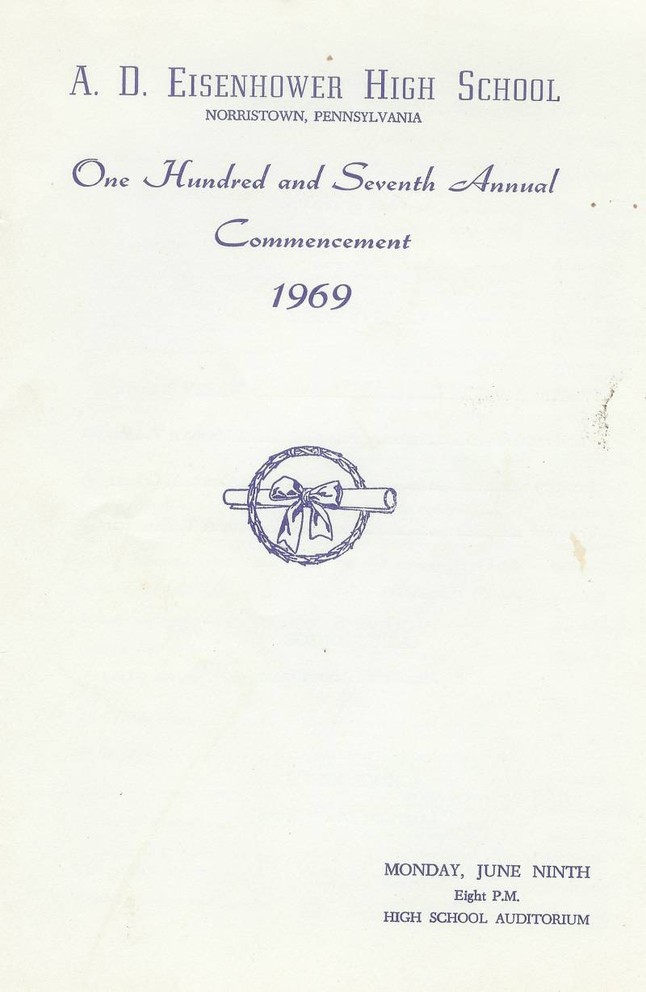 A. D. EISENHOWER HIGH SCHOOL
NORRISTOWN, PENNSYLVANIA
One Hundred and Seventh Annual
Commencement
1969
MONDAY, JUNE NINTH
Eight P.M.
HIGH SCHOOL AUDITORIUM